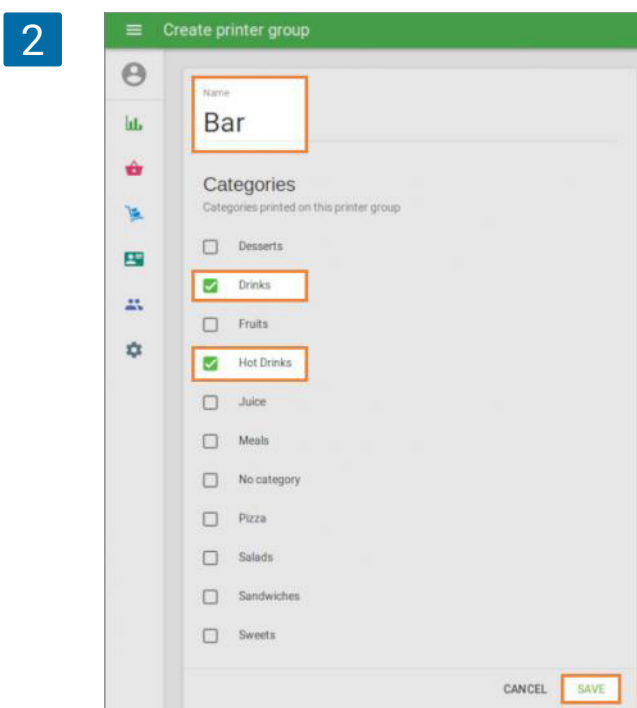 2
Create printer group
Name
Bar
Categories
Categories printed on this printer group
Desserts
Drinks
Fruits
Hot Drinks
Juice
Meals
No category
Pizza
Salads
Sandwiches
Sweets
CANCEL SAVE